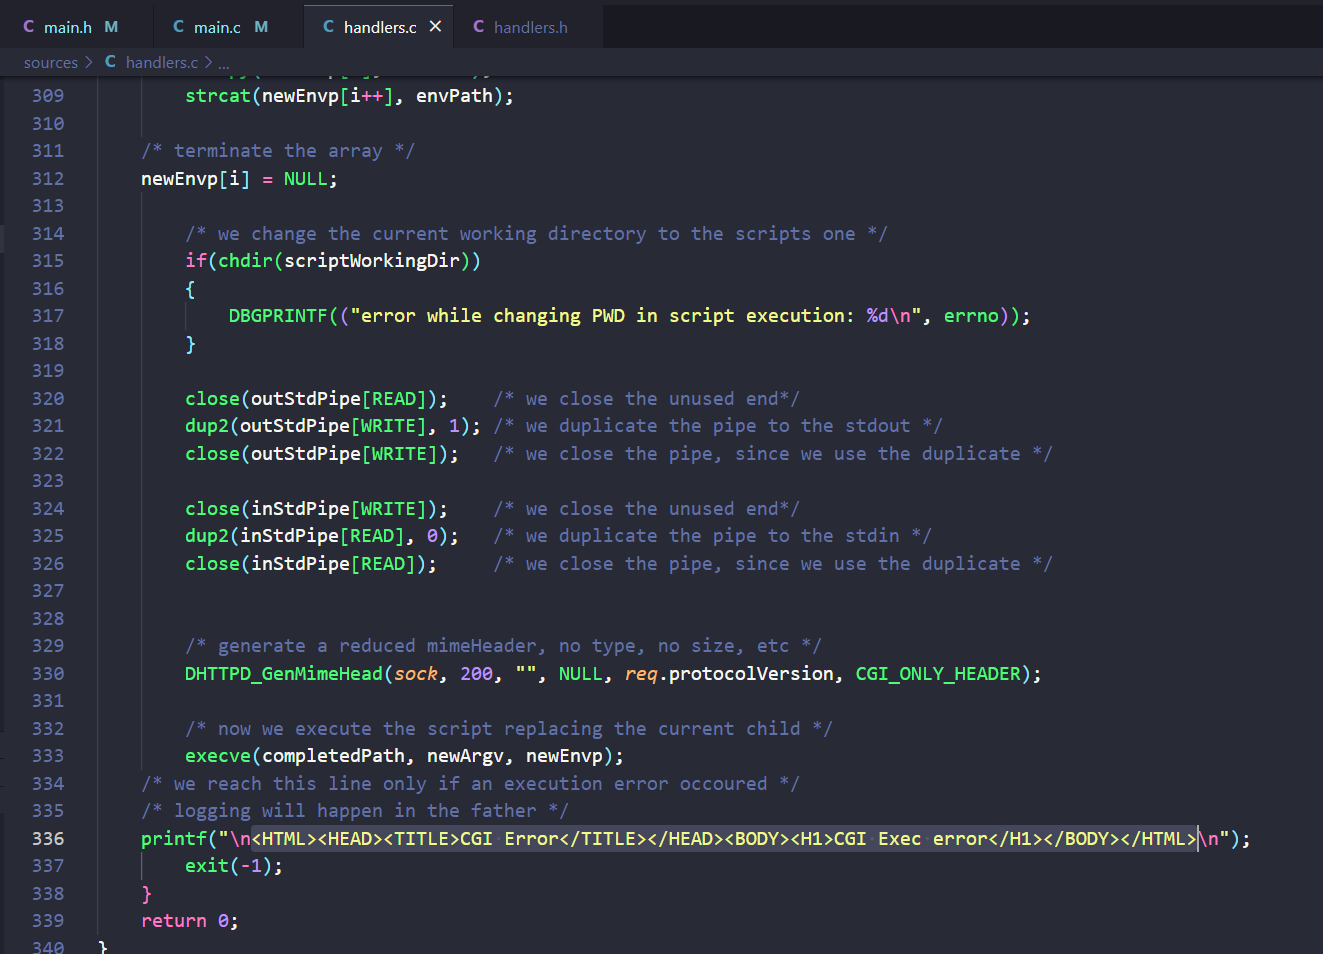 C main.h M C main.c M C handlers.c × C handlers.h
sources > C handlers.c > ...
309 strcat(newEnvp[i++], envPath);
310
311 /* terminate the array */
312 newEnvp[i] = NULL;
313
314 /* we change the current working directory to the scripts one */
315 if(chdir(scriptWorkingDir))
316 {
317 DBGPRINTF(("error while changing PWD in script execution: %d\n", errno));
318 }
319
320 close(outStdPipe[READ]); /* we close the unused end*/
321 dup2(outStdPipe[WRITE], 1); /* we duplicate the pipe to the stdout */
322 close(outStdPipe[WRITE]); /* we close the pipe, since we use the duplicate */
323
324 close(inStdPipe[WRITE]); /* we close the unused end*/
325 dup2(inStdPipe[READ], 0); /* we duplicate the pipe to the stdin */
326 close(inStdPipe[READ]); /* we close the pipe, since we use the duplicate */
327
328
329 /* generate a reduced mimeHeader, no type, no size, etc */
330 DHTTPD_GenMimeHead(sock, 200, "", NULL, req.protocolVersion, CGI_ONLY_HEADER);
331
332 /* now we execute the script replacing the current child */
333 execve(completedPath, newArgv, newEnvp);
334 /* we reach this line only if an execution error occoured */
335 /* logging will happen in the father */
336 printf("\n<HTML><HEAD><TITLE>CGI Error</TITLE></HEAD><BODY><H1>CGI Exec error</H1></BODY></HTML>\n");
337 exit(-1);
338 }
339 return 0;
340 }